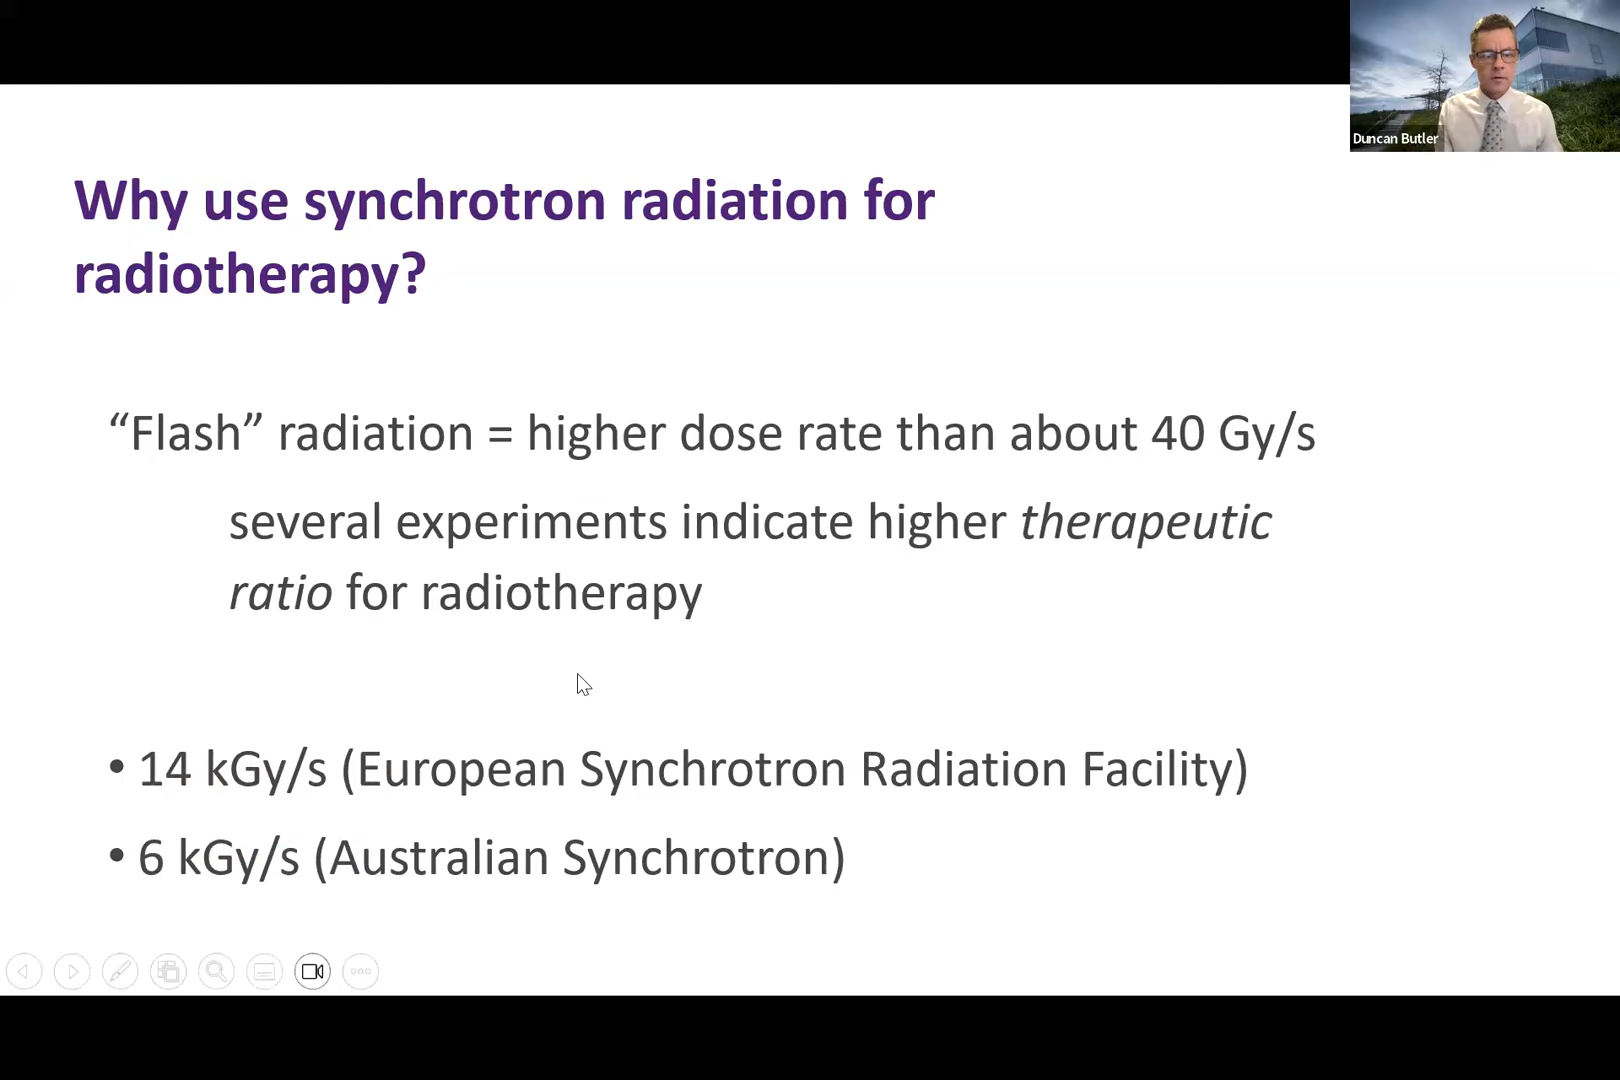 Duncan Butler
Why use synchrotron radiation for
radiotherapy?
“Flash” radiation = higher dose rate than about 40 Gy/s
several experiments indicate higher therapeutic
ratio for radiotherapy
• 14 kGy/s (European Synchrotron Radiation Facility)
• 6 kGy/s (Australian Synchrotron)